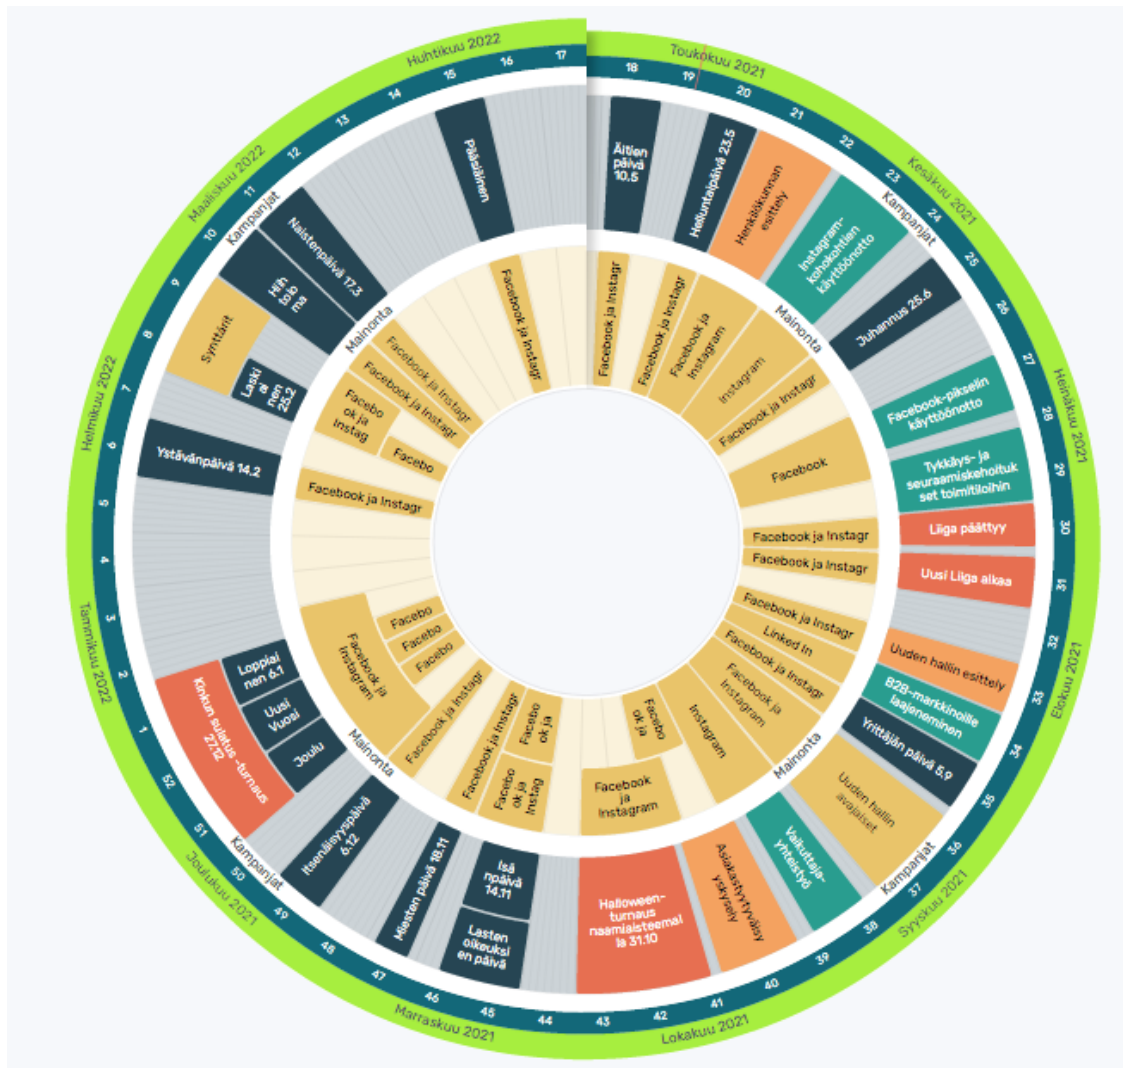 Toukokuu 2021
Kesäkuu 2021
Heinäkuu 2021
Elokuu 2021
Syyskuu 2021
Lokakuu 2021
Marraskuu 2021
Joulukuu 2021
Tammikuu 2022
Helmikuu 2022
Maaliskuu 2022
Huhtikuu 2022
18
19
20
21
22
23
24
25
26
27
28
29
30
31
32
33
34
35
36
37
38
39
40
41
42
43
44
45
46
47
48
49
50
51
52
1
2
3
4
5
6
7
8
9
10
11
12
13
14
15
16
17
Kampanjat
Kampanjat
Kampanjat
Kampanjat
Äitien
päivä
10.5
Helluntaipäivä 23.5
Henkilökunnan
esittely
Instagram-
kohokohtien
käyttöönotto
Juhannus 25.6
Facebook-pikselin
käyttöönotto
Tykkäys- ja
seuraamiskehoituk
set toimitiloihin
Liiga päättyy
Uusi Liiga alkaa
Uuden hallin esittely
B2B-markkinoille
laajeneminen
Yrittäjän päivä 5.9
Uuden hallin
avajaiset
Vaikuttaja-
yhteistyö
Asiakastyytyväisy
yskysely
Halloween-
turnaus
naamiaisteemal
la 31.10
Isä
npäivä
14.11
Lasten
oikeuksi
en päivä
Miesten päivä 18.11
Itsenäisyyspäivä
6.12
Kinkun sulatus -turnaus
27.12
Joulu
Uusi
Vuosi
Loppiai
nen 6.1
Ystävänpäivä 14.2
Laski
ai
nen
25.2
Synttärit
Hiih
tolo
ma
Naistenpäivä 17.3
Pääsiäinen
Mainonta
Mainonta
Mainonta
Mainonta
Facebook ja Instagr
Facebook ja Instagr
Facebook ja
Instagram
Instagram
Facebook ja Instagr
Facebook
Facebook ja Instagr
Facebook ja Instagr
Facebook ja Instagr
Linked In
Facebook ja Instagr
Facebook ja
Instagram
Instagram
Facebo
ok ja
Facebook
ja
Instagram
Facebo
ok ja
Facebo
ok ja
Instag
Facebook ja Instagr
Facebook ja Instagr
Facebook ja
Instagram
Facebo
Facebo
Facebo
Facebook ja Instagr
Facebo
Facebo
ok ja
Instag
Facebook ja Instagr
Facebook ja Instagr
Facebook ja Instagr